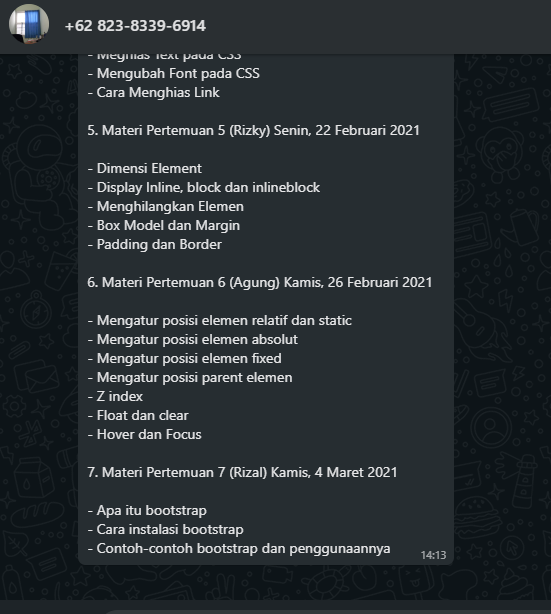 +62 823-8339-6914
- Meghias Text pada CSS
- Mengubah Font pada CSS
- Cara Menghias Link
5. Materi Pertemuan 5 (Rizky) Senin, 22 Februari 2021
- Dimensi Element
- Display Inline, block dan inlineblock
- Menghilangkan Elemen
- Box Model dan Margin
- Padding dan Border
6. Materi Pertemuan 6 (Agung) Kamis, 26 Februari 2021
- Mengatur posisi elemen relatif dan static
- Mengatur posisi elemen absolut
- Mengatur posisi elemen fixed
- Mengatur posisi parent elemen
- Z index
- Float dan clear
- Hover dan Focus
7. Materi Pertemuan 7 (Rizal) Kamis, 4 Maret 2021
- Apa itu bootstrap
- Cara instalasi bootstrap
- Contoh-contoh bootstrap dan penggunaannya
14:13